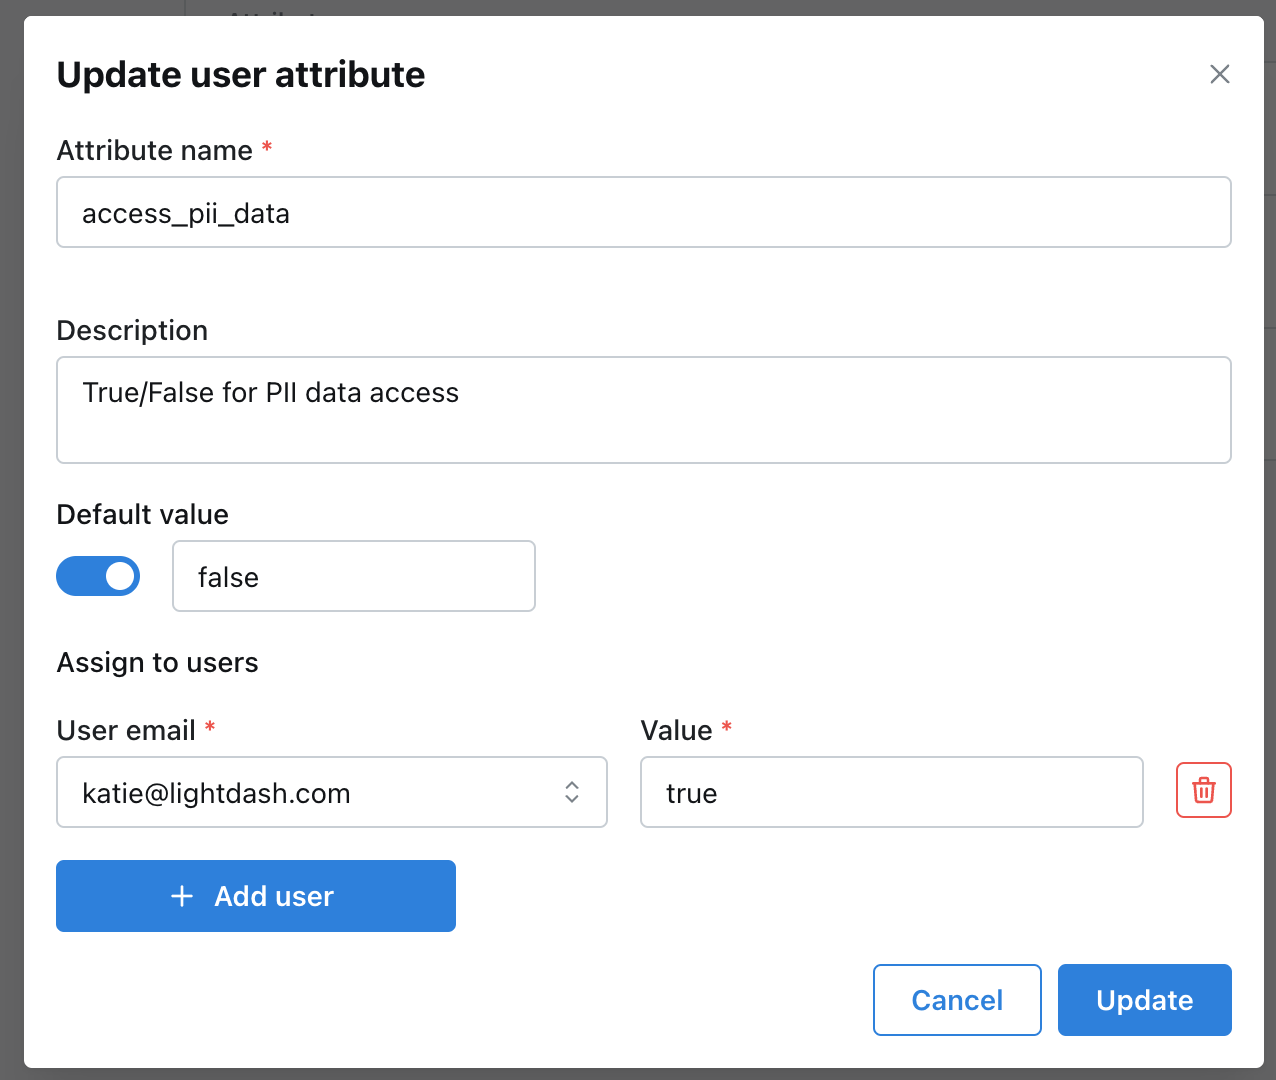 Update user attribute
Attribute name *
access_pii_data
Description
True/False for PII data access
Default value
false
Assign to users
User email *
Value *
katie@lightdash.com
true
+ Add user
Cancel
Update